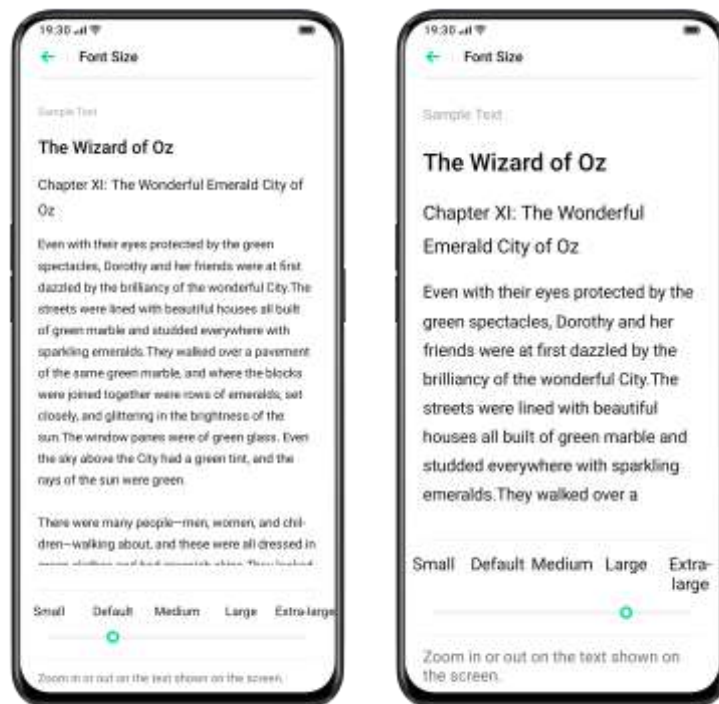 19:30
Font Size
Sample Text
The Wizard of Oz
Chapter XI: The Wonderful Emerald City of
Oz
Even with their eyes protected by the green
spectacles, Dorothy and her friends were at first
dazzled by the brilliancy of the wonderful City.The
streets were lined with beautiful houses all built
of green marble and studded everywhere with
sparkling emeralds.They walked over a pavement
of the same green marble, and where the blocks
were joined together were rows of emeralds, set
closely, and glittering in the brightness of the
sun.The window panes were of green glass. Even
the sky above the City had a green tint, and the
rays of the sun were green.
There were many people—men, women, and chil-
dren—walking about, and these were all dressed in
Small Default Medium Large Extra-large
Zoom in or out on the text shown on the screen.
19:30
Font Size
Sample Text
The Wizard of Oz
Chapter XI: The Wonderful
Emerald City of Oz
Even with their eyes protected by the
green spectacles, Dorothy and her
friends were at first dazzled by the
brilliancy of the wonderful City.The
streets were lined with beautiful
houses all built of green marble and
studded everywhere with sparkling
emeralds.They walked over a
Small Default Medium Large Extra-
large
Zoom in or out on the text shown on
the screen.